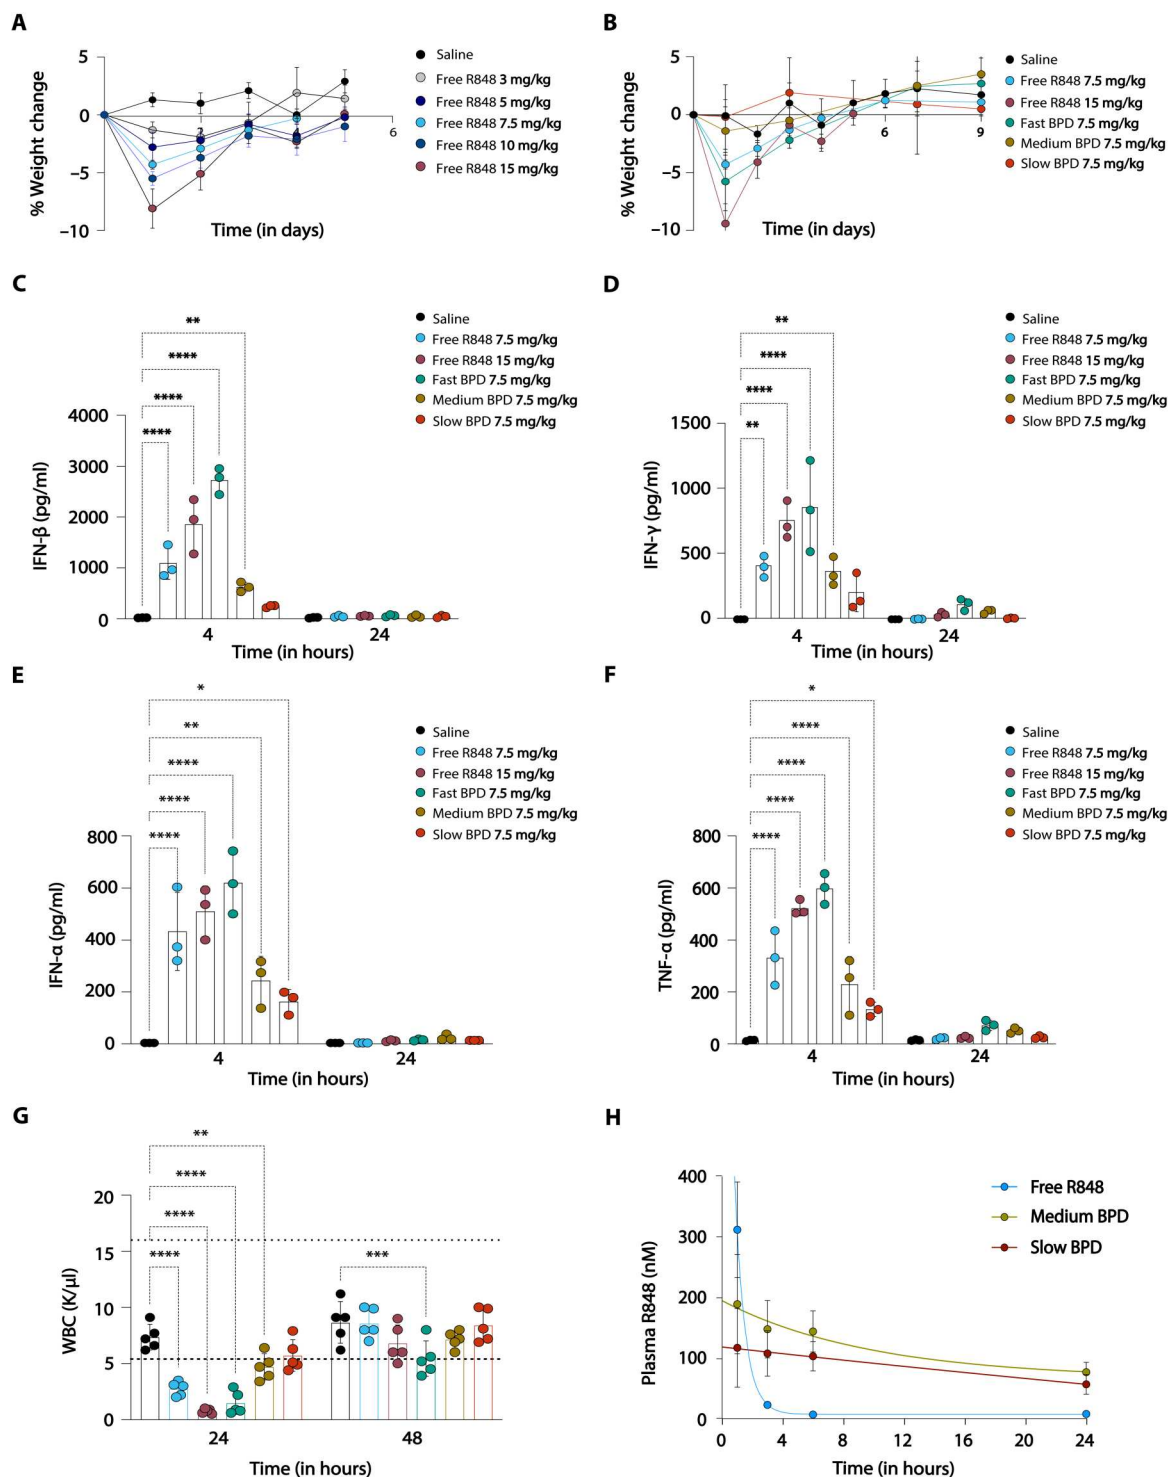 A
5
0
−5
−10
% Weight change
2
4
6
Time (in days)
Saline
Free R848 3 mg/kg
Free R848 5 mg/kg
Free R848 7.5 mg/kg
Free R848 10 mg/kg
Free R848 15 mg/kg
B
5
0
−5
−10
% Weight change
6
9
Time (in days)
Saline
Free R848 7.5 mg/kg
Free R848 15 mg/kg
Fast BPD 7.5 mg/kg
Medium BPD 7.5 mg/kg
Slow BPD 7.5 mg/kg
C
**
****
****
****
4000
3000
2000
1000
0
IFN-β (pg/ml)
4
24
Time (in hours)
Saline
Free R848 7.5 mg/kg
Free R848 15 mg/kg
Fast BPD 7.5 mg/kg
Medium BPD 7.5 mg/kg
Slow BPD 7.5 mg/kg
D
**
****
****
**
1500
1000
500
0
IFN-γ (pg/ml)
4
24
Time (in hours)
Saline
Free R848 7.5 mg/kg
Free R848 15 mg/kg
Fast BPD 7.5 mg/kg
Medium BPD 7.5 mg/kg
Slow BPD 7.5 mg/kg
E
*
**
****
****
****
800
600
400
200
0
IFN-α (pg/ml)
4
24
Time (in hours)
Saline
Free R848 7.5 mg/kg
Free R848 15 mg/kg
Fast BPD 7.5 mg/kg
Medium BPD 7.5 mg/kg
Slow BPD 7.5 mg/kg
F
*
****
****
****
****
800
600
400
200
0
TNF-α (pg/ml)
4
24
Time (in hours)
Saline
Free R848 7.5 mg/kg
Free R848 15 mg/kg
Fast BPD 7.5 mg/kg
Medium BPD 7.5 mg/kg
Slow BPD 7.5 mg/kg
G
**
****
****
****
***
20
15
10
5
0
WBC (K/μl)
24
48
Time (in hours)
H
400
300
200
100
0
Plasma R848 (nM)
0
4
8
12
16
20
24
Time (in hours)
Free R848
Medium BPD
Slow BPD